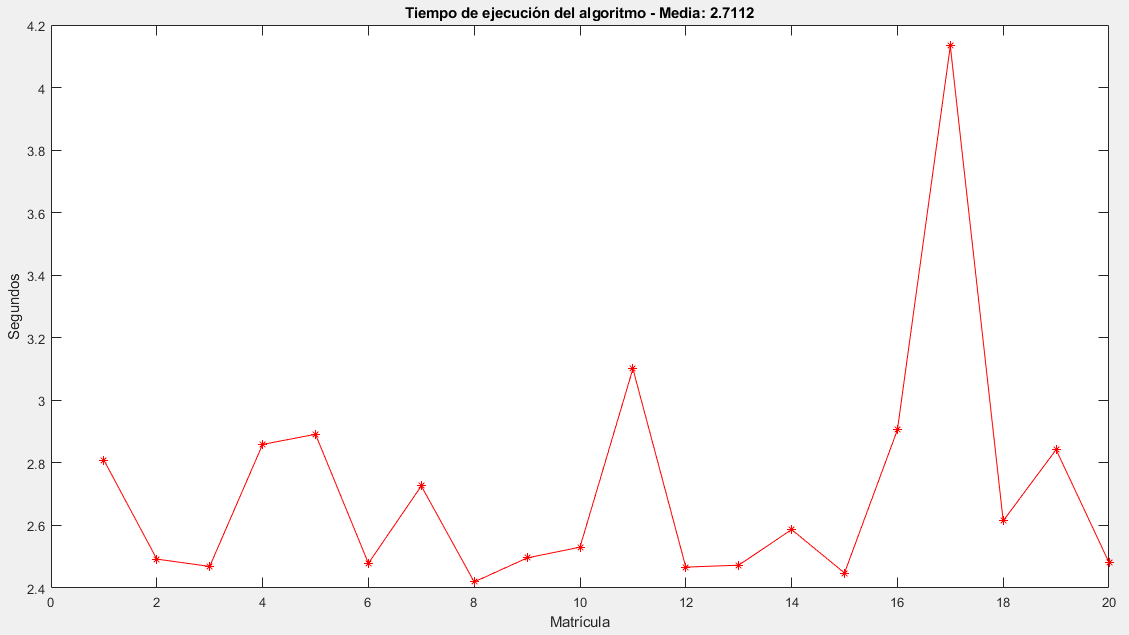 Tiempo de ejecución del algoritmo - Media: 2.7112
4.2
4
3.8
3.6
3.4
3.2
3
2.8
2.6
2.4
Segundos
0 2 4 6 8 10 12 14 16 18 20
Matrícula